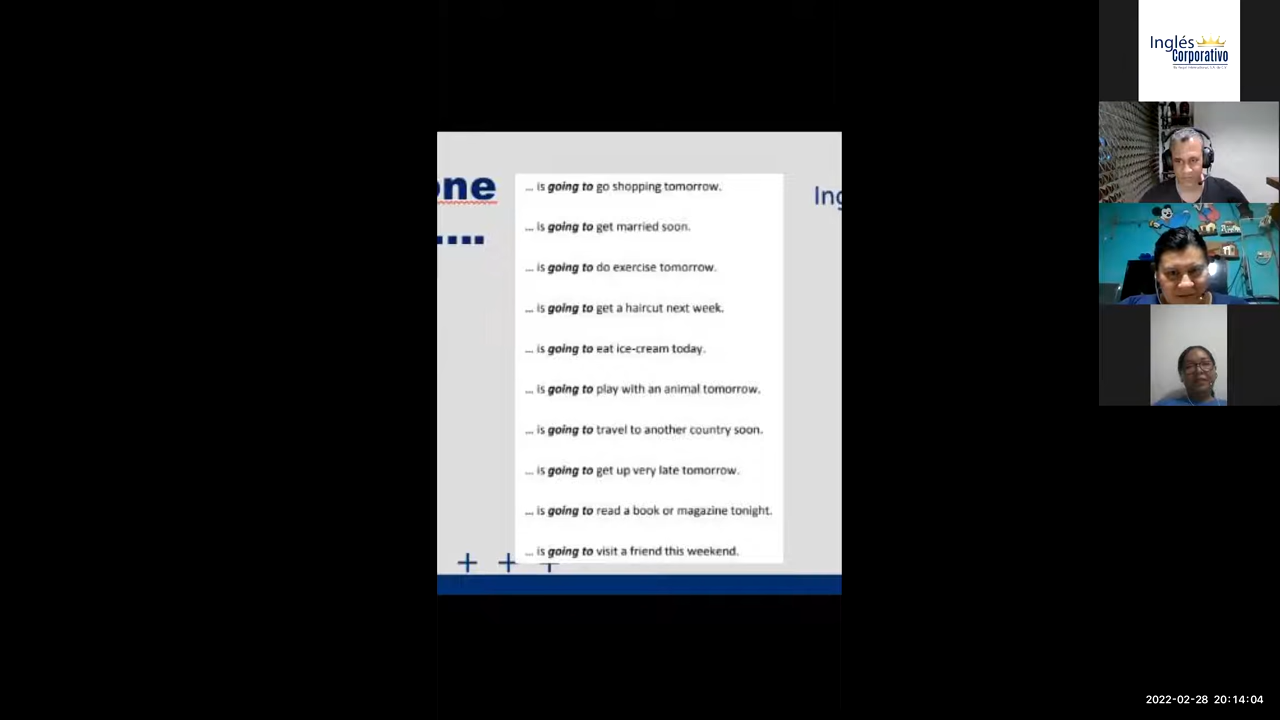 one
....
... is going to go shopping tomorrow.
... is going to get married soon.
... is going to do exercise tomorrow.
... is going to get a haircut next week.
... is going to eat ice-cream today.
... is going to play with an animal tomorrow.
... is going to travel to another country soon.
... is going to get up very late tomorrow.
... is going to read a book or magazine tonight.
... is going to visit a friend this weekend.
+ + +
Ing
Inglés
Corporativo
2022-02-28 20:14:04